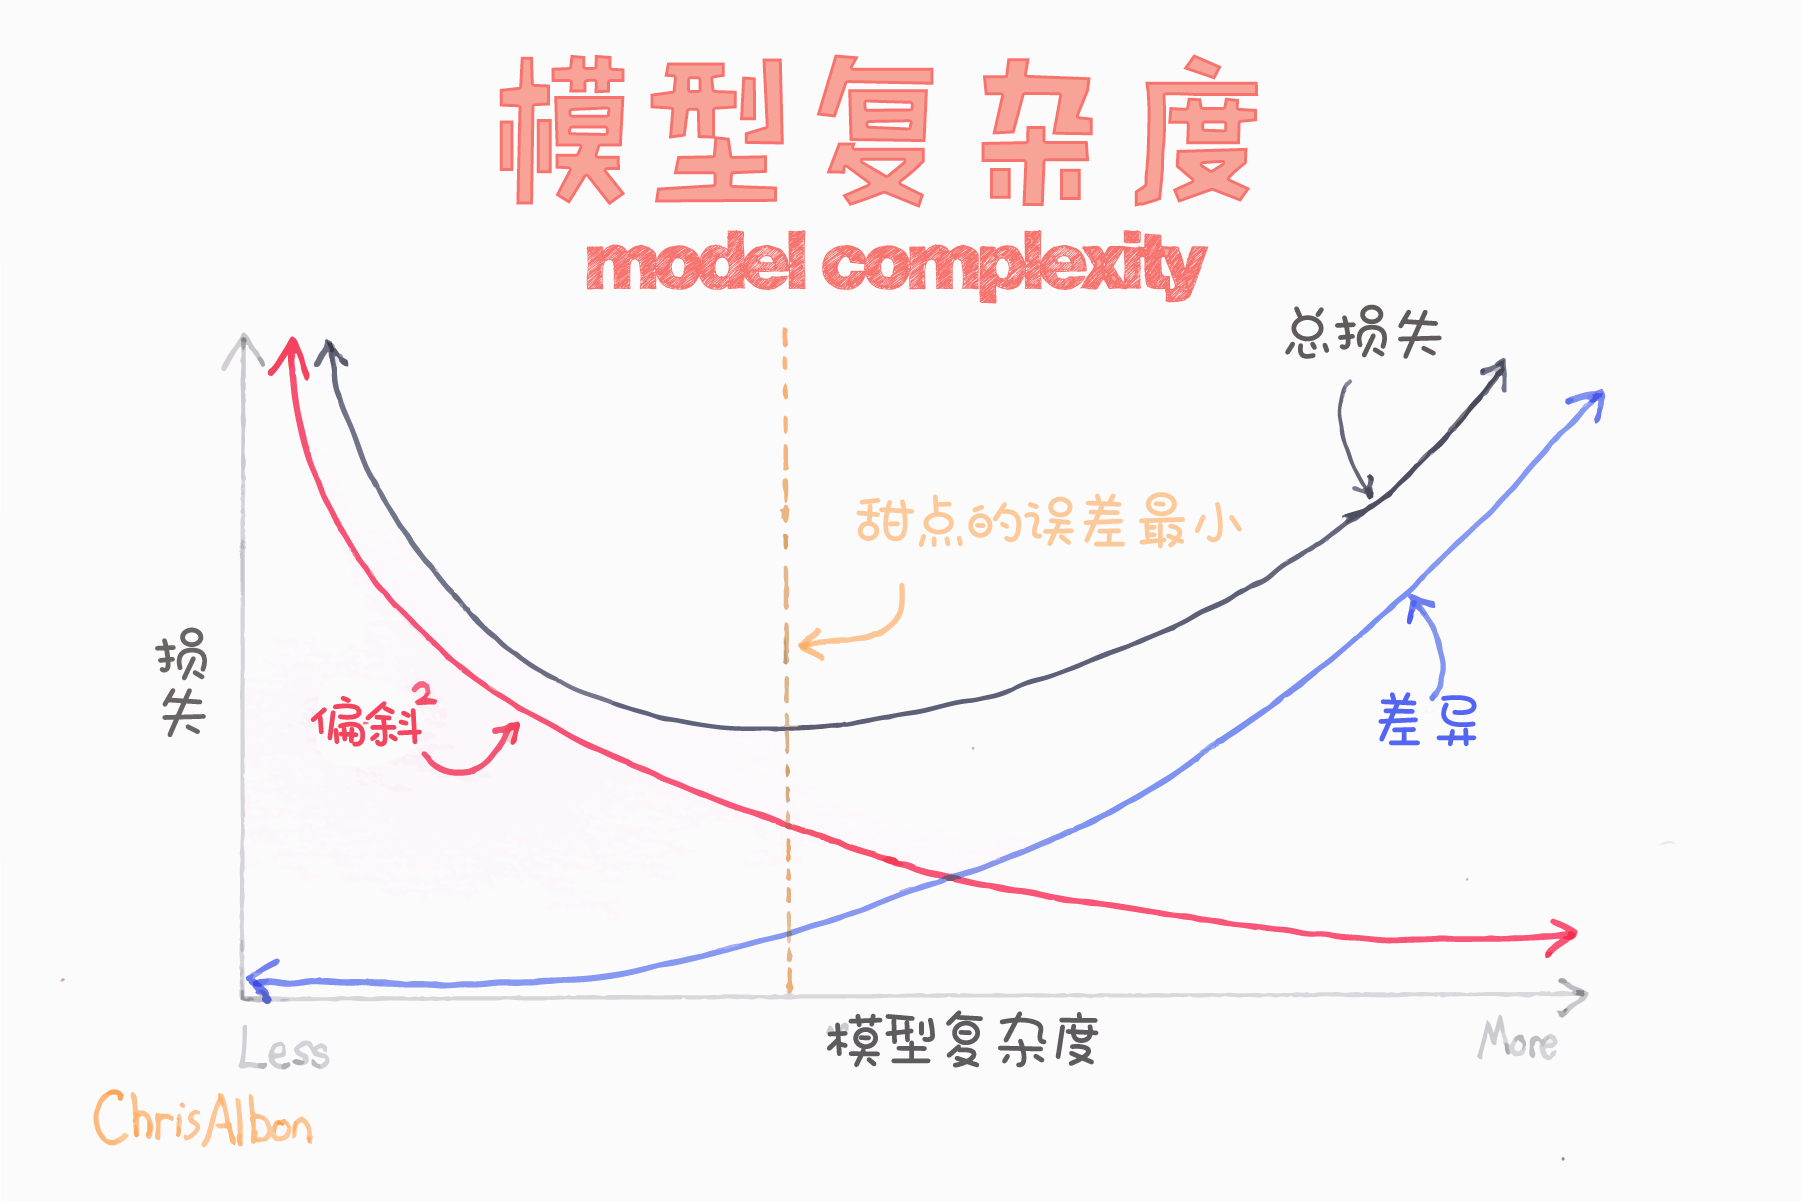 模型复杂度
model complexity
总损失
甜点的误差最小
损失
偏斜²
差异
模型复杂度
Less
More
ChrisAlbon